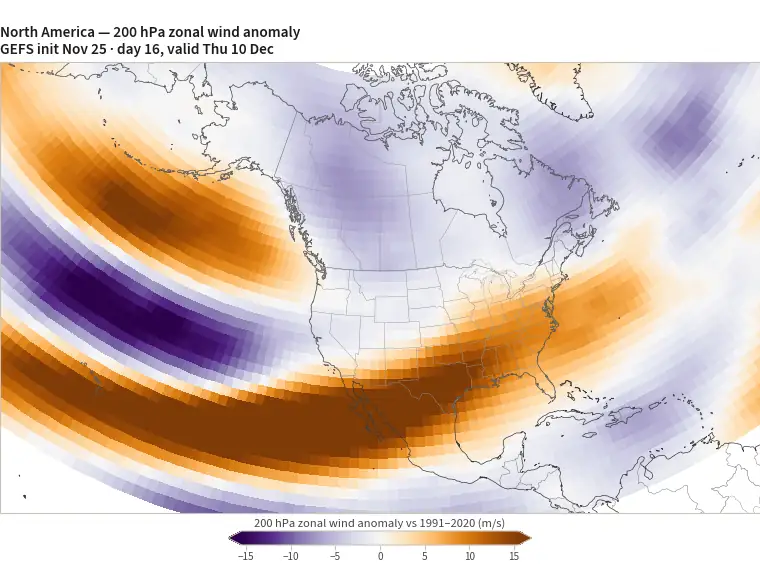 North America — 200 hPa zonal wind anomaly
GEFS init Nov 25 · day 16, valid Thu 10 Dec
200 hPa zonal wind anomaly vs 1991–2020 (m/s)
−15 −10 −5 0 5 10 15